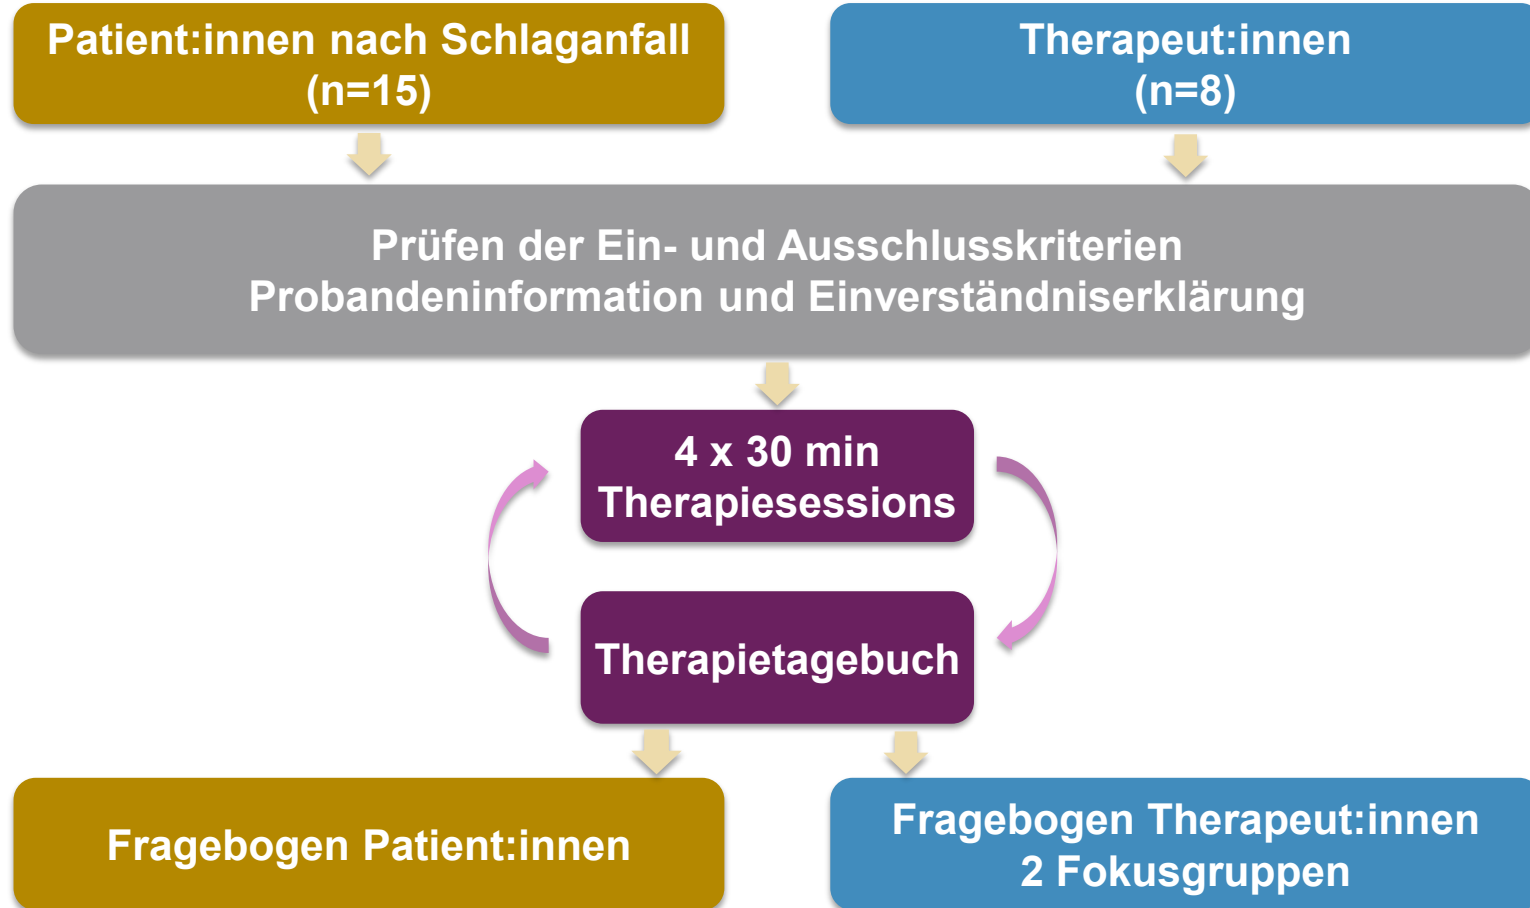 Patient:innen nach Schlaganfall
(n=15)
Therapeut:innen
(n=8)
Prüfen der Ein- und Ausschlusskriterien
Probandeninformation und Einverständniserklärung
4 x 30 min
Therapiesessions
Therapietagebuch
Fragebogen Patient:innen
Fragebogen Therapeut:innen
2 Fokusgruppen